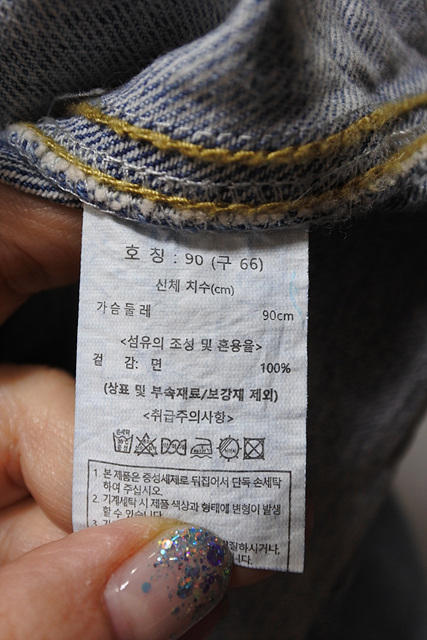 호 칭 : 90 (구 66)
신체 치수(cm)
가슴둘레 90cm
<섬유의 조성 및 혼용율>
겉 감: 면 100%
(상표 및 부속재료/보강재 제외)
<취급주의사항>
손세탁
1. 본 제품은 중성세제로 뒤집어서 단독 손세탁
하여 주십시오.
2. 기계세탁 시 제품 색상과 형태에 변형이 발생
할 수 있습니다.
3.